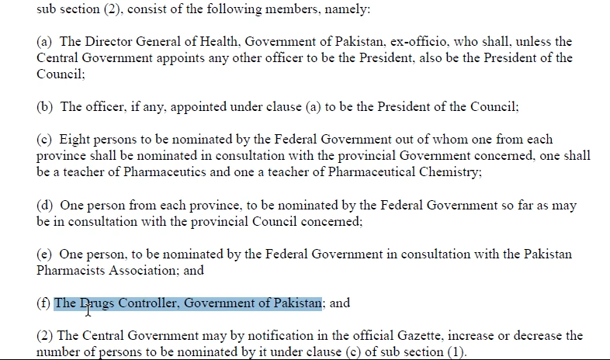 sub section (2), consist of the following members, namely:
(a) The Director General of Health, Government of Pakistan, ex-officio, who shall, unless the
Central Government appoints any other officer to be the President, also be the President of the
Council;
(b) The officer, if any, appointed under clause (a) to be the President of the Council;
(c) Eight persons to be nominated by the Federal Government out of whom one from each
province shall be nominated in consultation with the provincial Government concerned, one shall
be a teacher of Pharmaceutics and one a teacher of Pharmaceutical Chemistry;
(d) One person from each province, to be nominated by the Federal Government so far as may
be in consultation with the provincial Council concerned;
(e) One person, to be nominated by the Federal Government in consultation with the Pakistan
Pharmacists Association; and
(f) The Drugs Controller, Government of Pakistan; and
(2) The Central Government may by notification in the official Gazette, increase or decrease the
number of persons to be nominated by it under clause (c) of sub section (1).